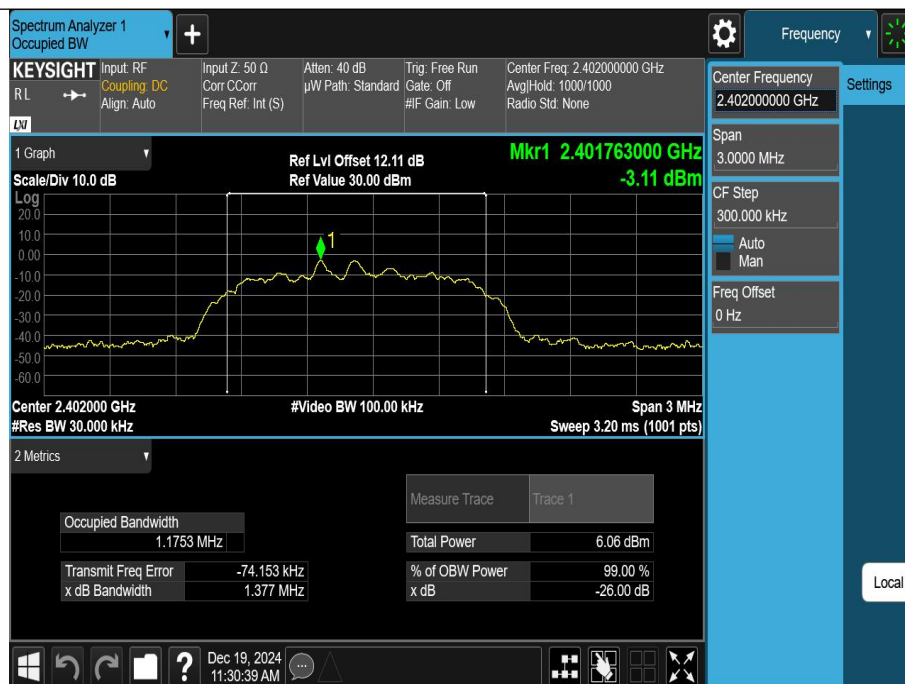 Spectrum Analyzer 1
Occupied BW
+
Frequency
KEYSIGHT
RL
LXI
Input: RF
Coupling: DC
Align: Auto
Input Z: 50 Ω
Corr CCorr
Freq Ref: Int (S)
Atten: 40 dB
µW Path: Standard
Trig: Free Run
Gate: Off
#IF Gain: Low
Center Freq: 2.402000000 GHz
Avg|Hold: 1000/1000
Radio Std: None
Center Frequency
2.402000000 GHz
Settings
Span
3.0000 MHz
CF Step
300.000 kHz
Auto
Man
Freq Offset
0 Hz
Local
1 Graph
Scale/Div 10.0 dB
Ref Lvl Offset 12.11 dB
Ref Value 30.00 dBm
Mkr1 2.401763000 GHz
-3.11 dBm
Log
20.0
10.0
0.00
-10.0
-20.0
-30.0
-40.0
-50.0
-60.0
1
Center 2.402000 GHz
#Res BW 30.000 kHz
#Video BW 100.00 kHz
Span 3 MHz
Sweep 3.20 ms (1001 pts)
2 Metrics
Measure Trace Trace 1
Occupied Bandwidth
1.1753 MHz
Total Power 6.06 dBm
Transmit Freq Error -74.153 kHz
% of OBW Power 99.00 %
x dB Bandwidth 1.377 MHz
x dB -26.00 dB
?
Dec 19, 2024
11:30:39 AM